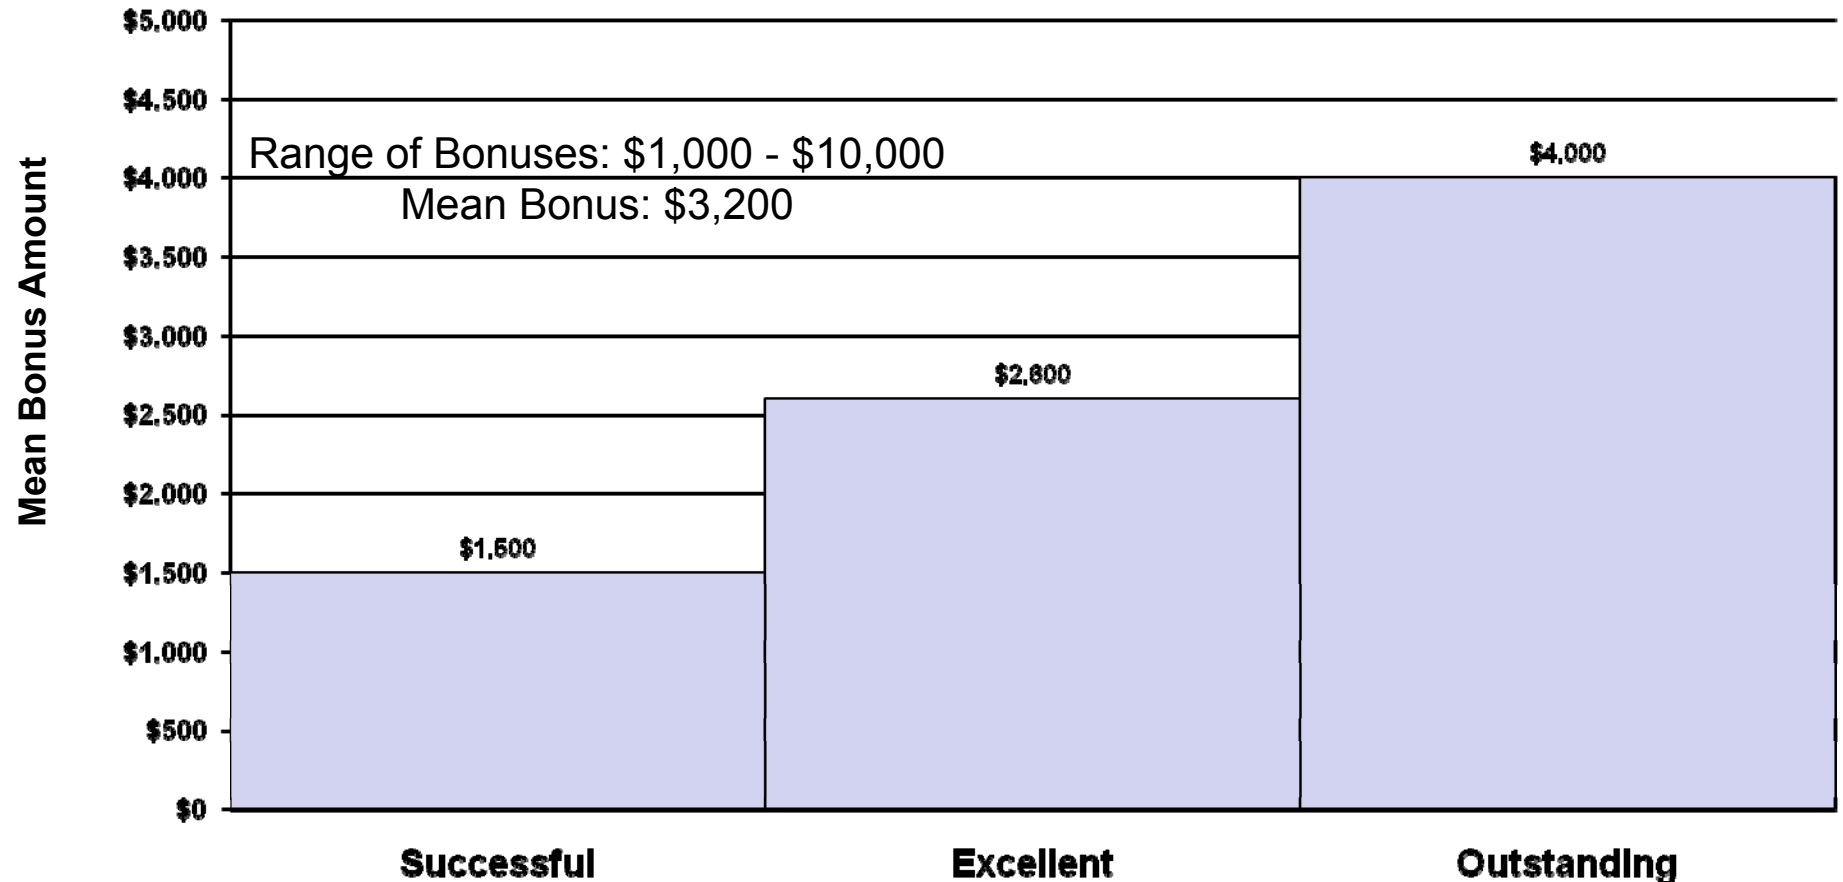 $5,000
$4,500
Range of Bonuses: $1,000 - $10,000
$4,000
$4,000
Mean Bonus: $3,200
$3,500
$3,000
$2,600
$2,500
$2,000
$1,500
$1,500
$1,000
$500
$0
Mean Bonus Amount
Successful
Excellent
Outstanding